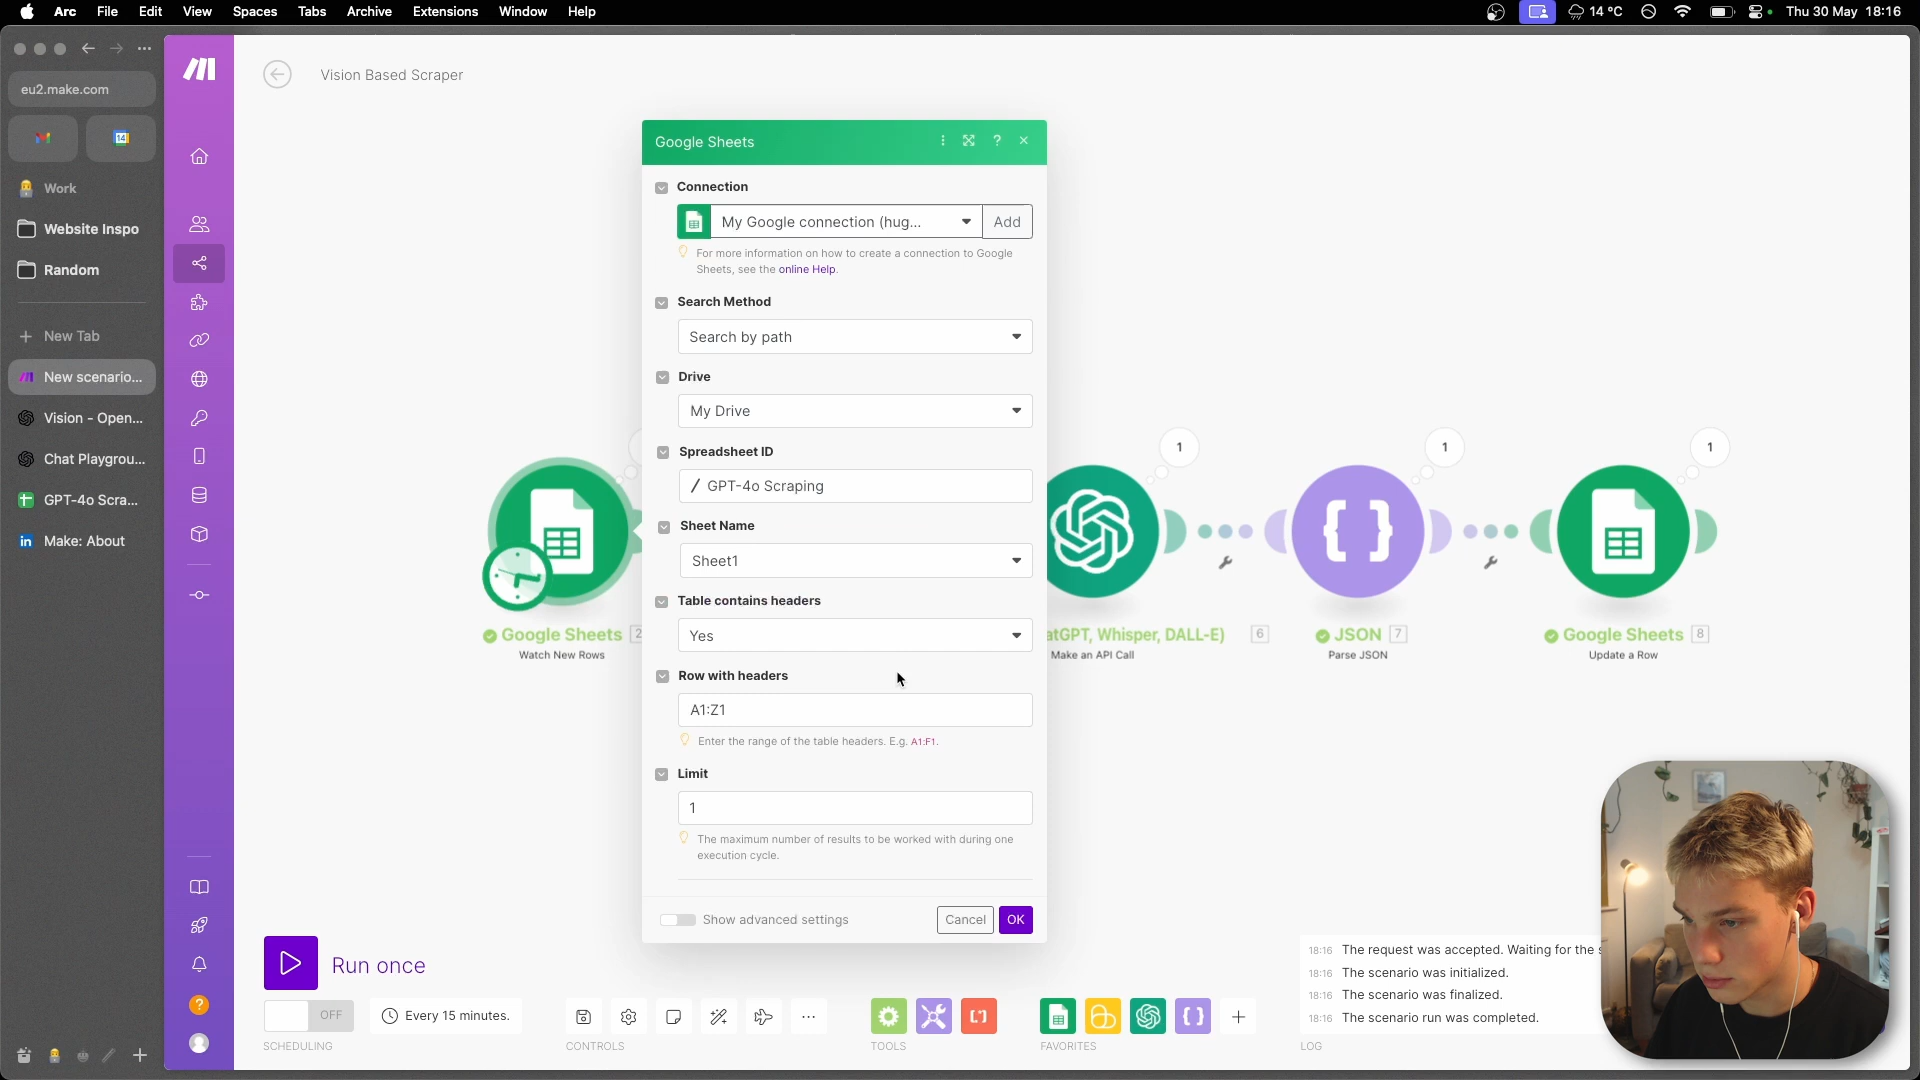 Arc File Edit View Spaces Tabs Archive Extensions Window Help
14 °C Thu 30 May 18:16
eu2.make.com
14
Work
Website Inspo
Random
New Tab
New scenario...
Vision - Open...
Chat Playgrou...
GPT-4o Scra...
Make: About
Vision Based Scraper
Google Sheets
Connection
My Google connection (hug... Add
For more information on how to create a connection to Google
Sheets, see the online Help.
Search Method
Search by path
Drive
My Drive
Spreadsheet ID
/ GPT-4o Scraping
Sheet Name
Sheet1
Table contains headers
Yes
Row with headers
A1:Z1
Enter the range of the table headers. E.g. A1:F1.
Limit
1
The maximum number of results to be worked with during one
execution cycle.
Show advanced settings Cancel OK
1 1 1
Google Sheets 2
Watch New Rows
atGPT, Whisper, DALL-E) 6
Make an API Call
JSON 7
Parse JSON
Google Sheets 8
Update a Row
Run once
OFF
Every 15 minutes.
SCHEDULING
CONTROLS
TOOLS
FAVORITES
LOG
18:16 The request was accepted. Waiting for the s
18:16 The scenario was initialized.
18:16 The scenario was finalized.
18:16 The scenario run was completed.